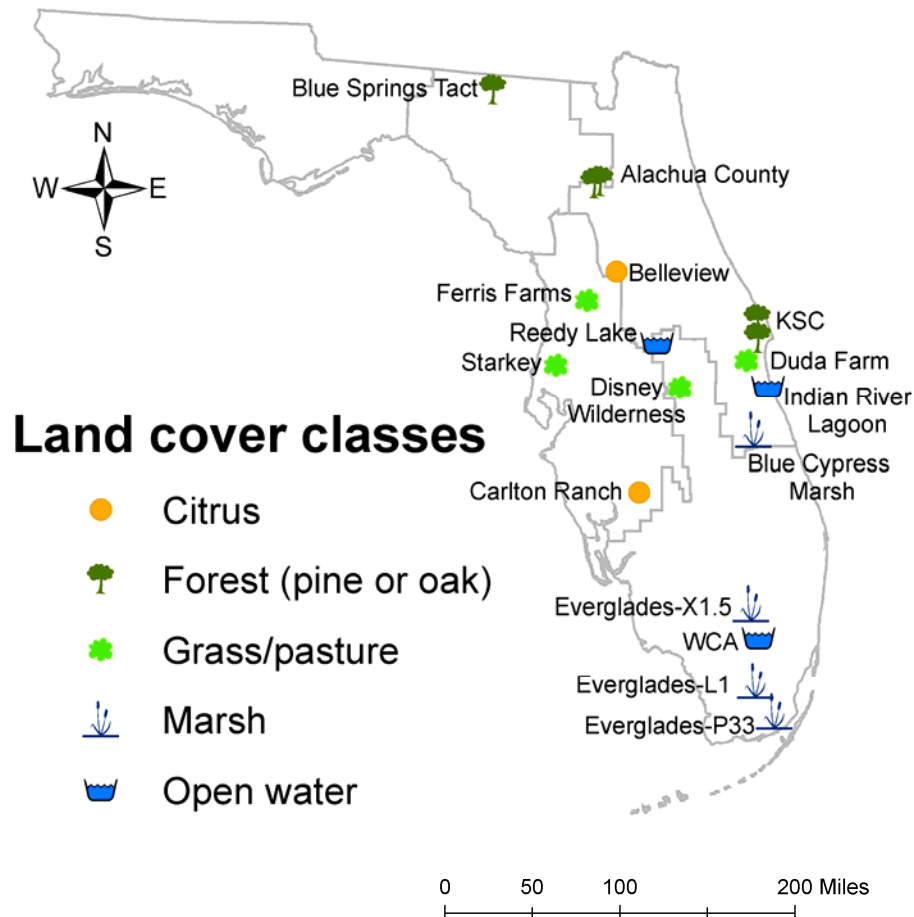 Blue Springs Tact
N
W E
S
Alachua County
Belleview
Ferris Farms
KSC
Reedy Lake
Starkey
Duda Farm
Disney
Wilderness
Indian River
Lagoon
Land cover classes
Blue Cypress
Marsh
Carlton Ranch
Citrus
Forest (pine or oak)
Everglades-X1.5
WCA
Grass/pasture
Everglades-L1
Marsh
Everglades-P33
Open water
0 50 100 200 Miles